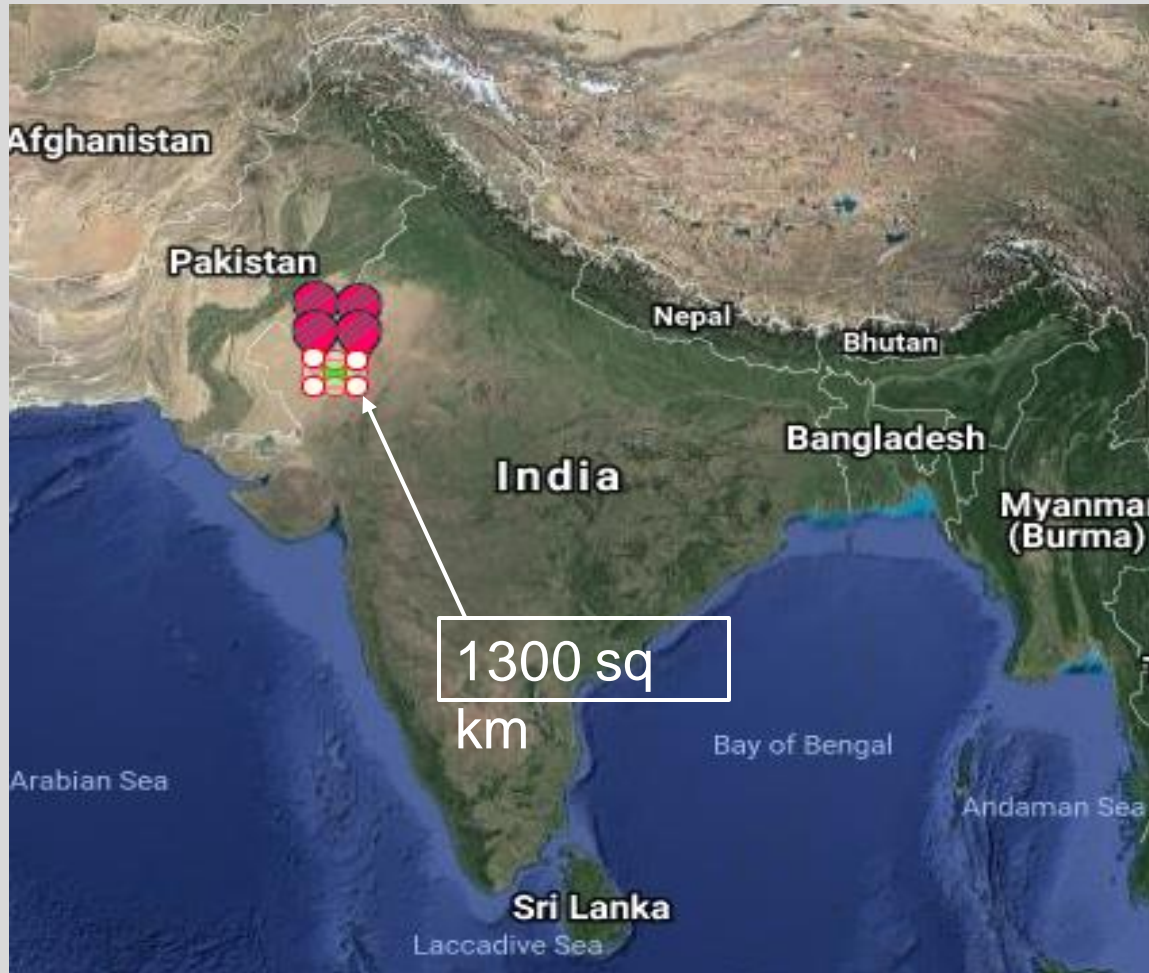 Afghanistan
Pakistan
Nepal
Bhutan
Bangladesh
India
Myanmar
(Burma)
1300 sq
km
Bay of Bengal
Arabian Sea
Andaman Sea
Sri Lanka
Laccadive Sea